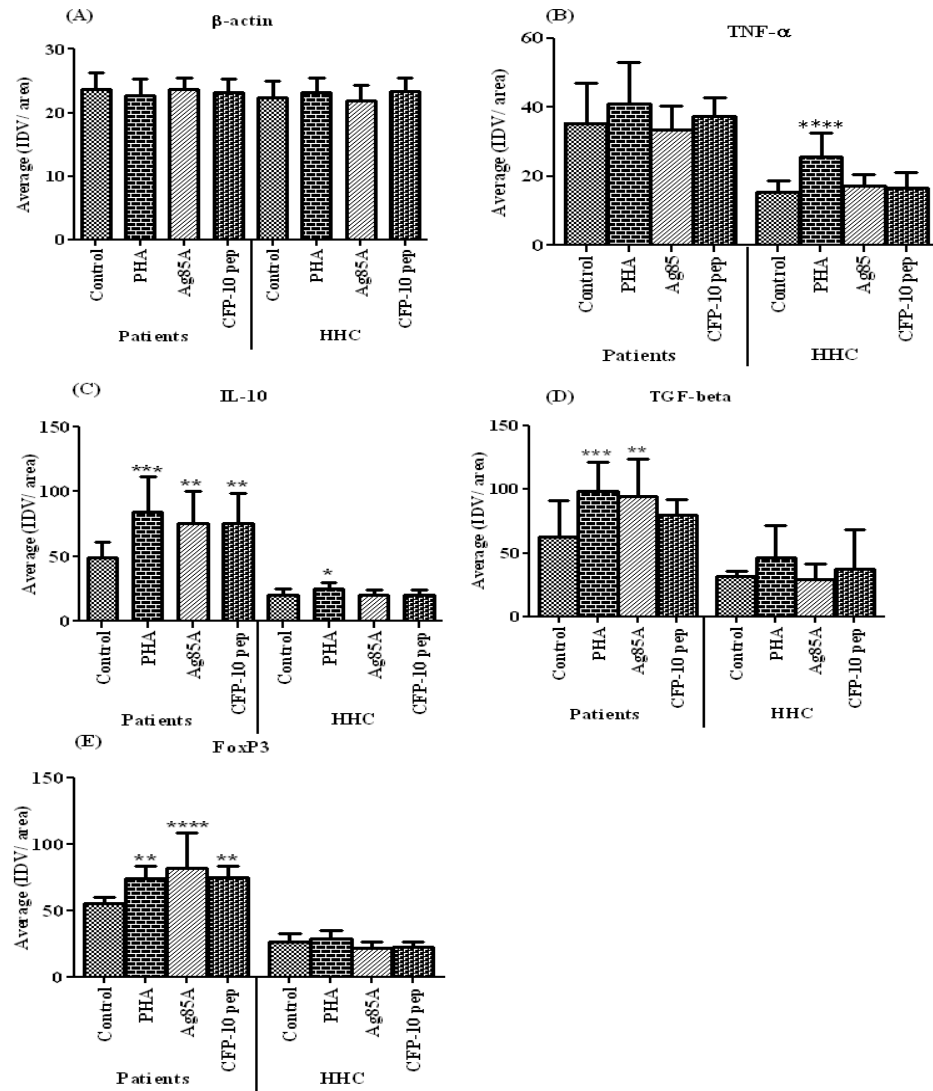 (A)
β-actin
Average (IDV/ area)
30
20
10
0
Control
PHA
Ag85A
CFP-10 pep
Control
PHA
Ag85A
CFP-10 pep
Patients
HHC
(B)
TNF-α
Average (IDV/ area)
60
40
20
0
****
Control
PHA
Ag85
CFP-10 pep
Control
PHA
Ag85
CFP-10 pep
Patients
HHC
(C)
IL-10
Average (IDV/ area)
150
100
50
0
***
**
**
*
Control
PHA
Ag85A
CFP-10 pep
Control
PHA
Ag85A
CFP-10 pep
Patients
HHC
(D)
TGF-beta
Average (IDV/ area)
150
100
50
0
***
**
Control
PHA
Ag85A
CFP-10 pep
Control
PHA
Ag85A
CFP-10 pep
Patients
HHC
(E)
FoxP3
Average (IDV/ area)
150
100
50
0
**
****
**
Control
PHA
Ag85A
CFP-10 pep
Control
PHA
Ag85A
CFP-10 pep
Patients
HHC